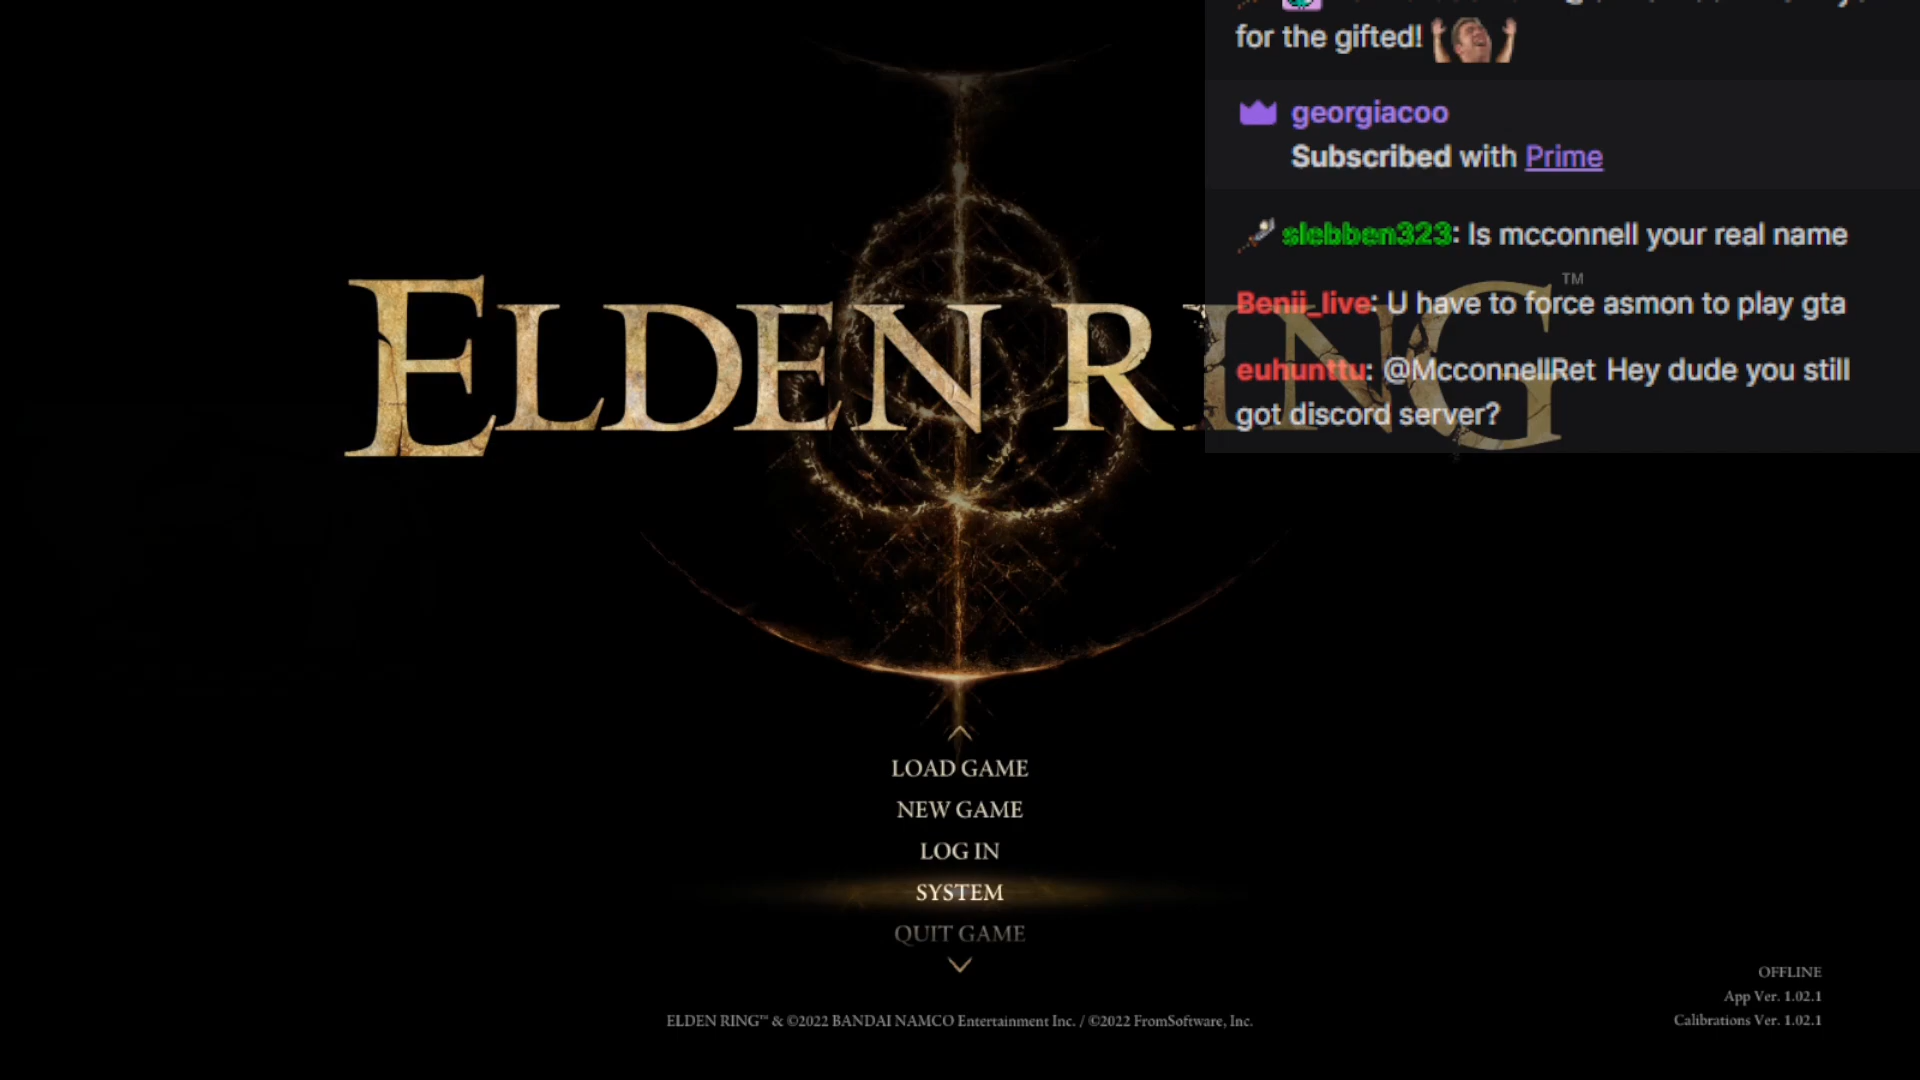 for the gifted!
georgiacoo
Subscribed with Prime
slebben323: Is mcconnell your real name
Benii_live: U have to force asmon to play gta
euhunttu: @McconnellRet Hey dude you still
got discord server?
ELDEN RING™
LOAD GAME
NEW GAME
LOG IN
SYSTEM
QUIT GAME
OFFLINE
App Ver. 1.02.1
Calibrations Ver. 1.02.1
ELDEN RING™ & ©2022 BANDAI NAMCO Entertainment Inc. / ©2022 FromSoftware, Inc.